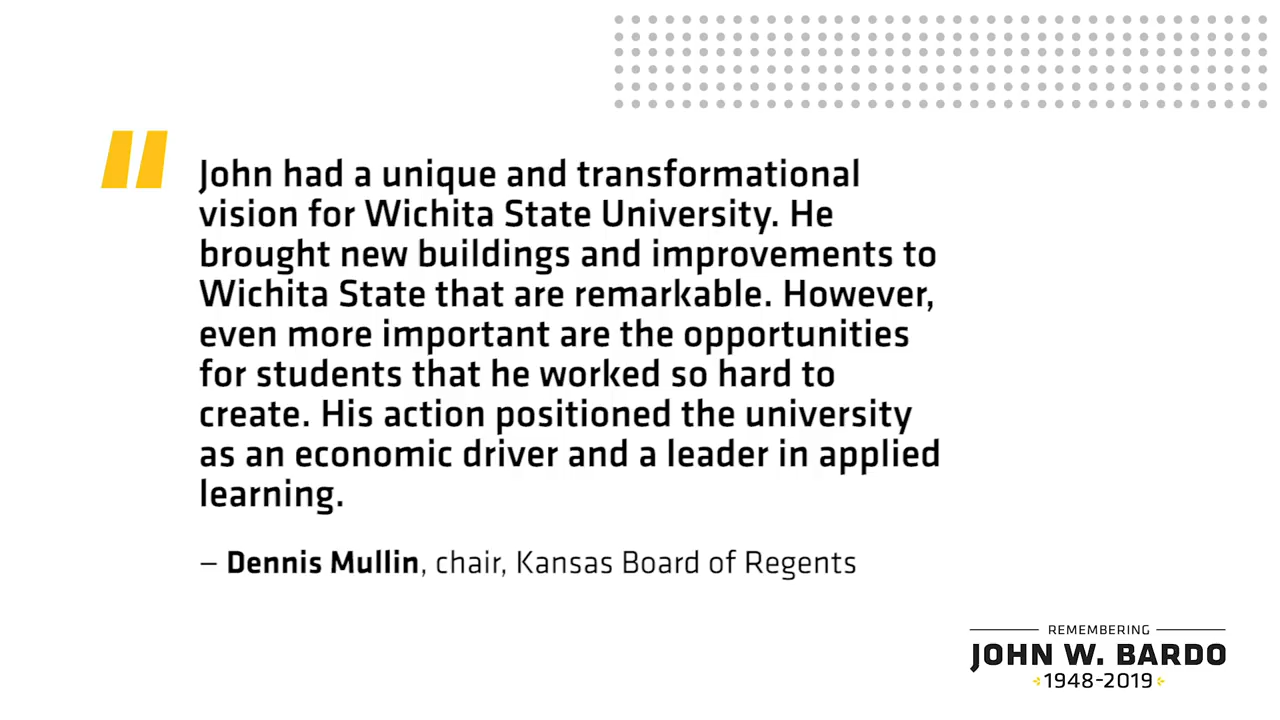 John had a unique and transformational
vision for Wichita State University. He
brought new buildings and improvements to
Wichita State that are remarkable. However,
even more important are the opportunities
for students that he worked so hard to
create. His action positioned the university
as an economic driver and a leader in applied
learning.
– Dennis Mullin, chair, Kansas Board of Regents
REMEMBERING
JOHN W. BARDO
1948-2019